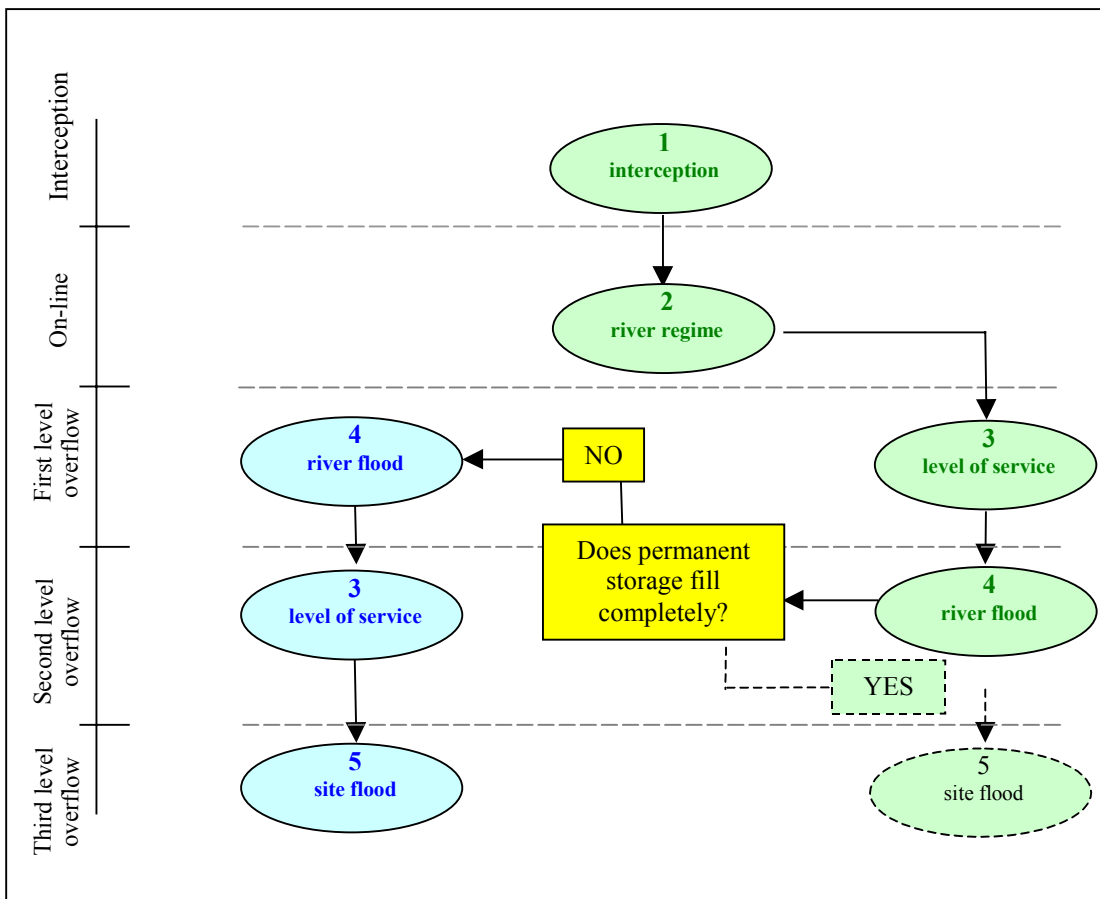 Interception
1
interception
On-line
2
river regime
First level
overflow
4
river flood
NO
3
level of service
Second level
overflow
3
level of service
Does permanent
storage fill
completely?
4
river flood
YES
Third level
overflow
5
site flood
5
site flood